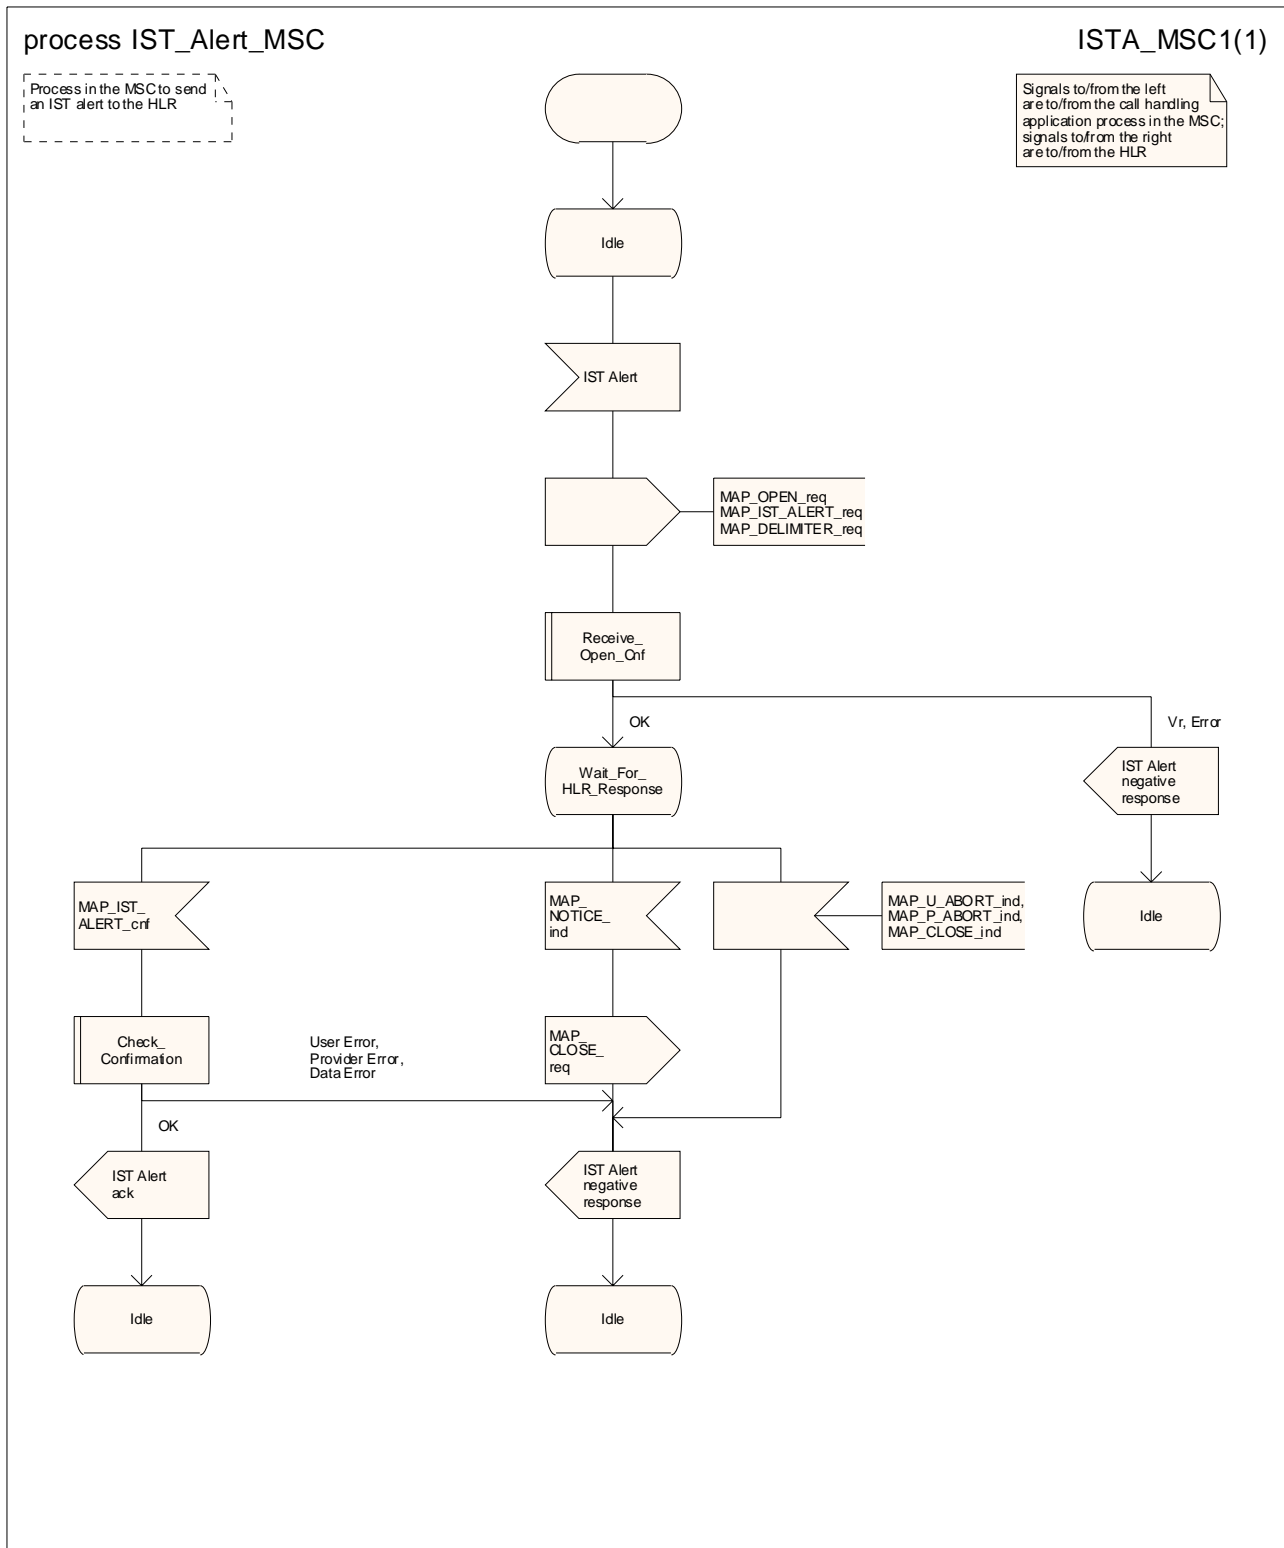 process IST_Alert_MSC
ISTA_MSC1(1)
Process in the MSC to send
an IST alert to the HLR
Signals to/from the left
are to/from the call handling
application process in the MSC;
signals to/from the right
are to/from the HLR
Idle
IST Alert
MAP_OPEN_req
MAP_IST_ALERT_req
MAP_DELIMITER_req
Receive_
Open_Cnf
OK
Vr, Error
Wait_For_
HLR_Response
IST Alert
negative
response
MAP_IST_
ALERT_cnf
MAP_
NOTICE_
ind
MAP_U_ABORT_ind,
MAP_P_ABORT_ind,
MAP_CLOSE_ind
Idle
Check_
Confirmation
User Error,
Provider Error,
Data Error
MAP_
CLOSE_
req
OK
IST Alert
ack
IST Alert
negative
response
Idle
Idle